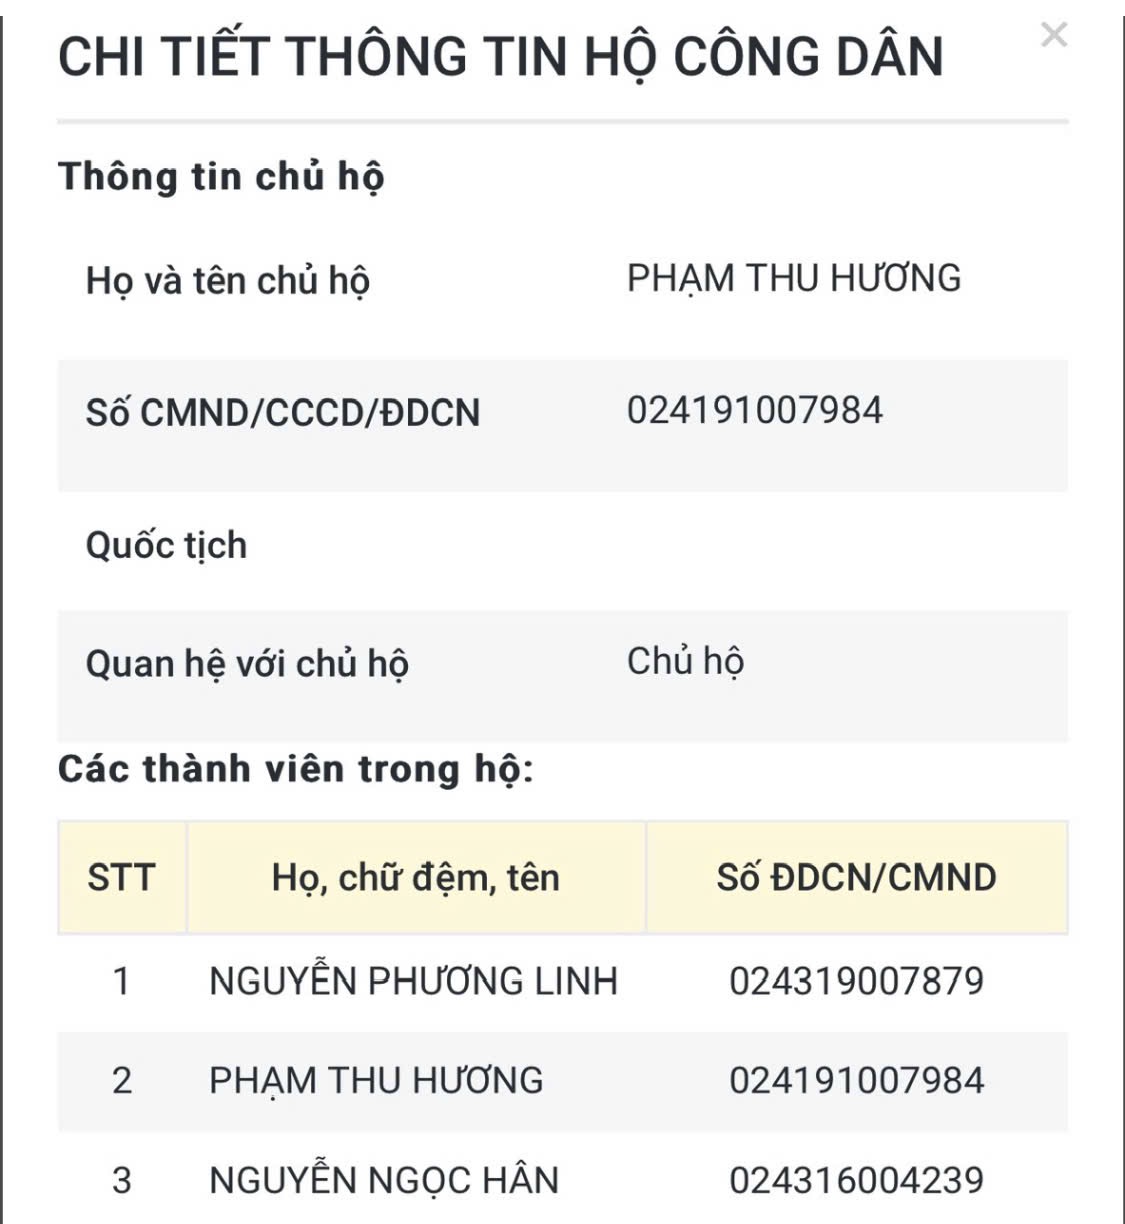 CHI TIẾT THÔNG TIN HỘ CÔNG DÂN ×
Thông tin chủ hộ
Họ và tên chủ hộ PHẠM THU HƯƠNG
Số CMND/CCCD/ĐDCN 024191007984
Quốc tịch
Quan hệ với chủ hộ Chủ hộ
Các thành viên trong hộ:
STT Họ, chữ đệm, tên Số ĐDCN/CMND
1 NGUYỄN PHƯƠNG LINH 024319007879
2 PHẠM THU HƯƠNG 024191007984
3 NGUYỄN NGỌC HÂN 024316004239